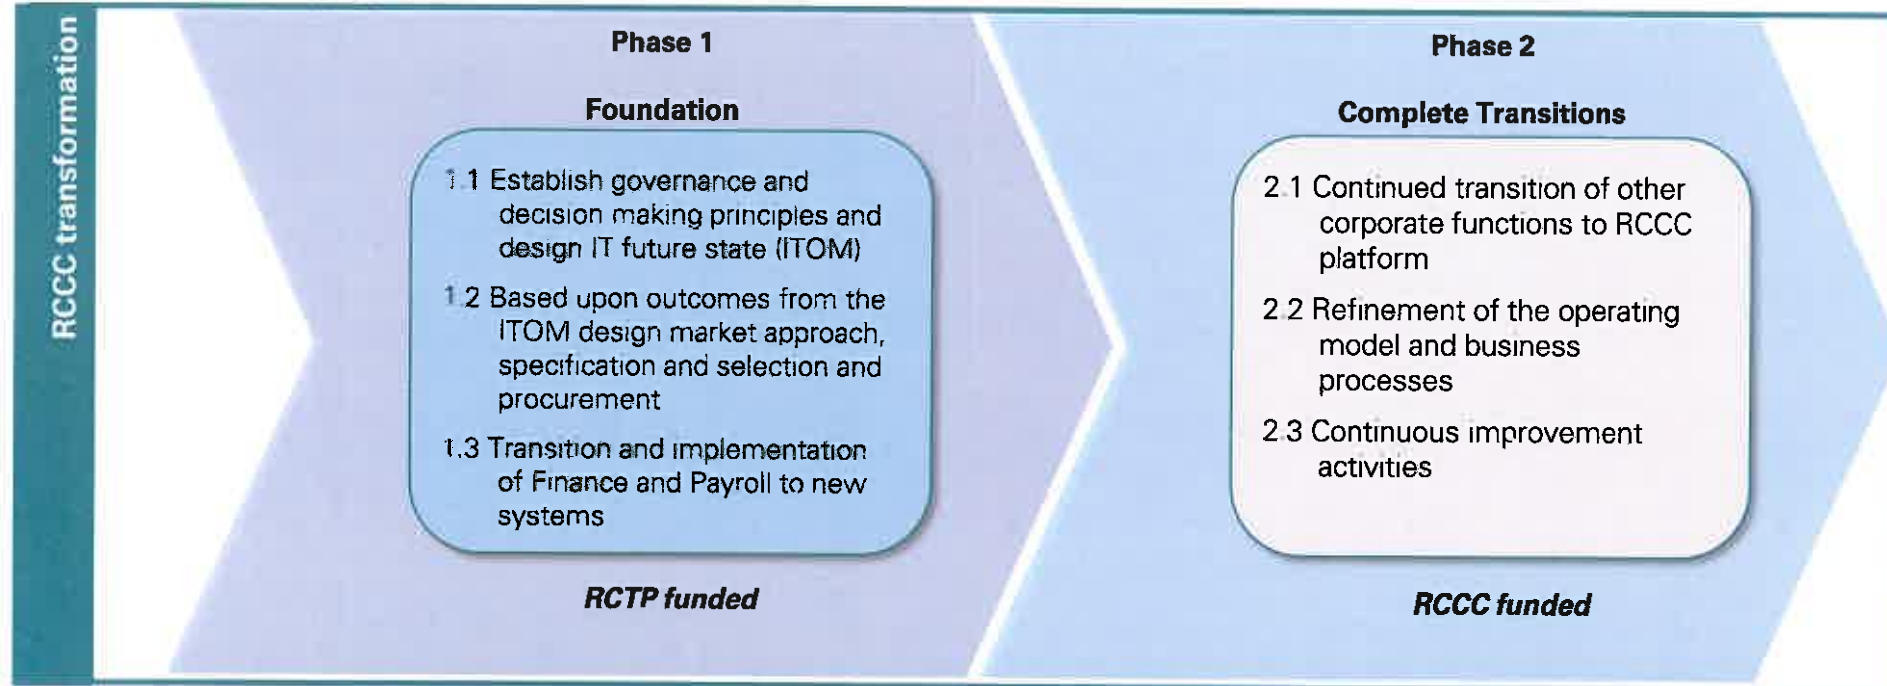 RCCC transformation
Phase 1
Foundation
1.1 Establish governance and
decision making principles and
design IT future state (ITOM)
1.2 Based upon outcomes from the
ITOM design market approach,
specification and selection and
procurement
1.3 Transition and implementation
of Finance and Payroll to new
systems
RCTP funded
Phase 2
Complete Transitions
2.1 Continued transition of other
corporate functions to RCCC
platform
2.2 Refinement of the operating
model and business
processes
2.3 Continuous improvement
activities
RCCC funded